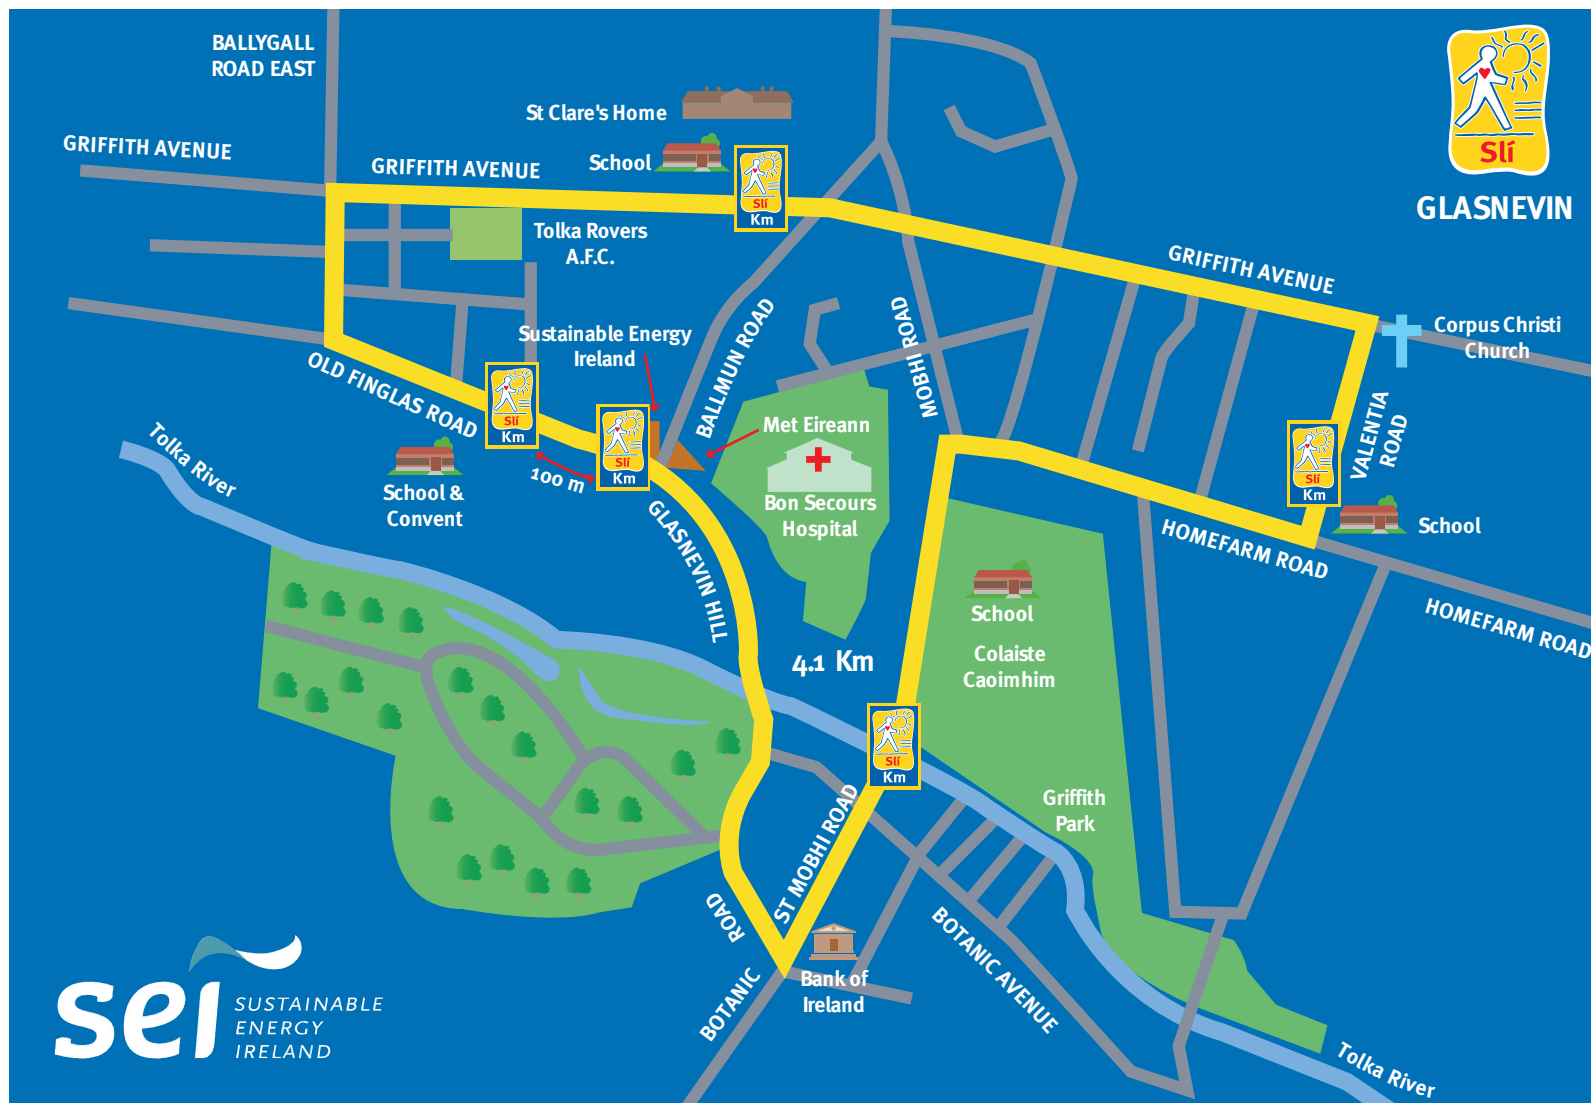 BALLYGALL
ROAD EAST
GRIFFITH AVENUE
GRIFFITH AVENUE
St Clare's Home
School
Slí
Km
Slí
GLASNEVIN
Tolka Rovers
A.F.C.
GRIFFITH AVENUE
Corpus Christi
Church
Sustainable Energy
Ireland
BALLMUN ROAD
MOBHI ROAD
OLD FINGLAS ROAD
Slí
Km
Slí
Km
100 m
Met Eireann
Bon Secours
Hospital
VALENTIA
ROAD
Slí
Km
School
Tolka River
School &
Convent
GLASNEVIN HILL
HOMEFARM ROAD
HOMEFARM ROAD
School
Colaiste
Caoimhim
4.1 Km
Slí
Km
Griffith
Park
ST MOBHI ROAD
BOTANIC
ROAD
Bank of
Ireland
BOTANIC AVENUE
Tolka River
sei
SUSTAINABLE
ENERGY
IRELAND